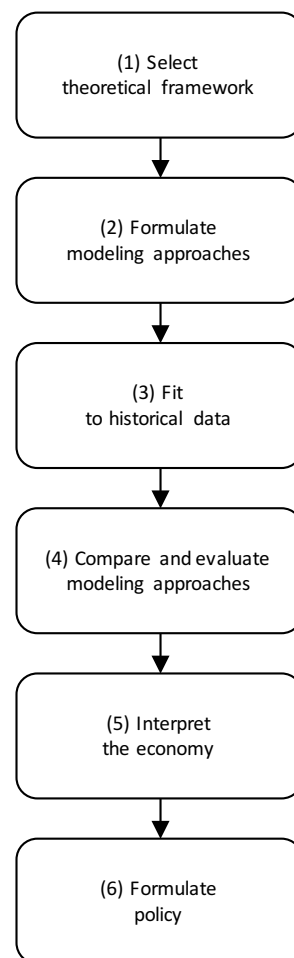 (1) Select
theoretical framework
(2) Formulate
modeling approaches
(3) Fit
to historical data
(4) Compare and evaluate
modeling approaches
(5) Interpret
the economy
(6) Formulate
policy